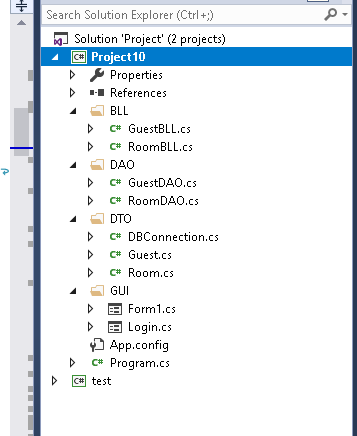 Search Solution Explorer (Ctrl+;)
Solution 'Project' (2 projects)
C# Project10
Properties
References
BLL
C# GuestBLL.cs
C# RoomBLL.cs
DAO
C# GuestDAO.cs
C# RoomDAO.cs
DTO
C# DBConnection.cs
C# Guest.cs
C# Room.cs
GUI
Form1.cs
Login.cs
App.config
C# Program.cs
C# test